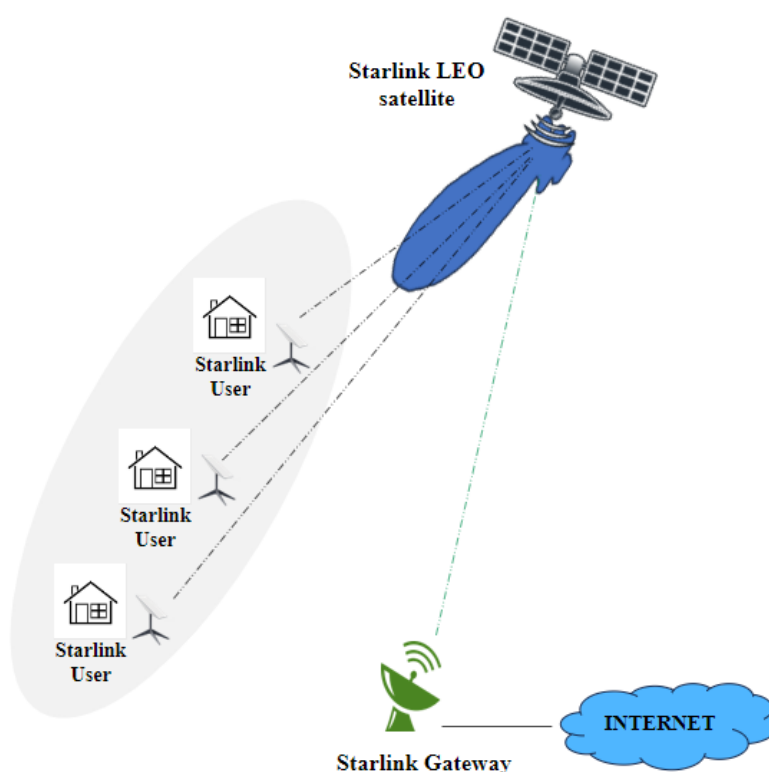 Starlink LEO
satellite
Starlink
User
Starlink
User
Starlink
User
INTERNET
Starlink Gateway